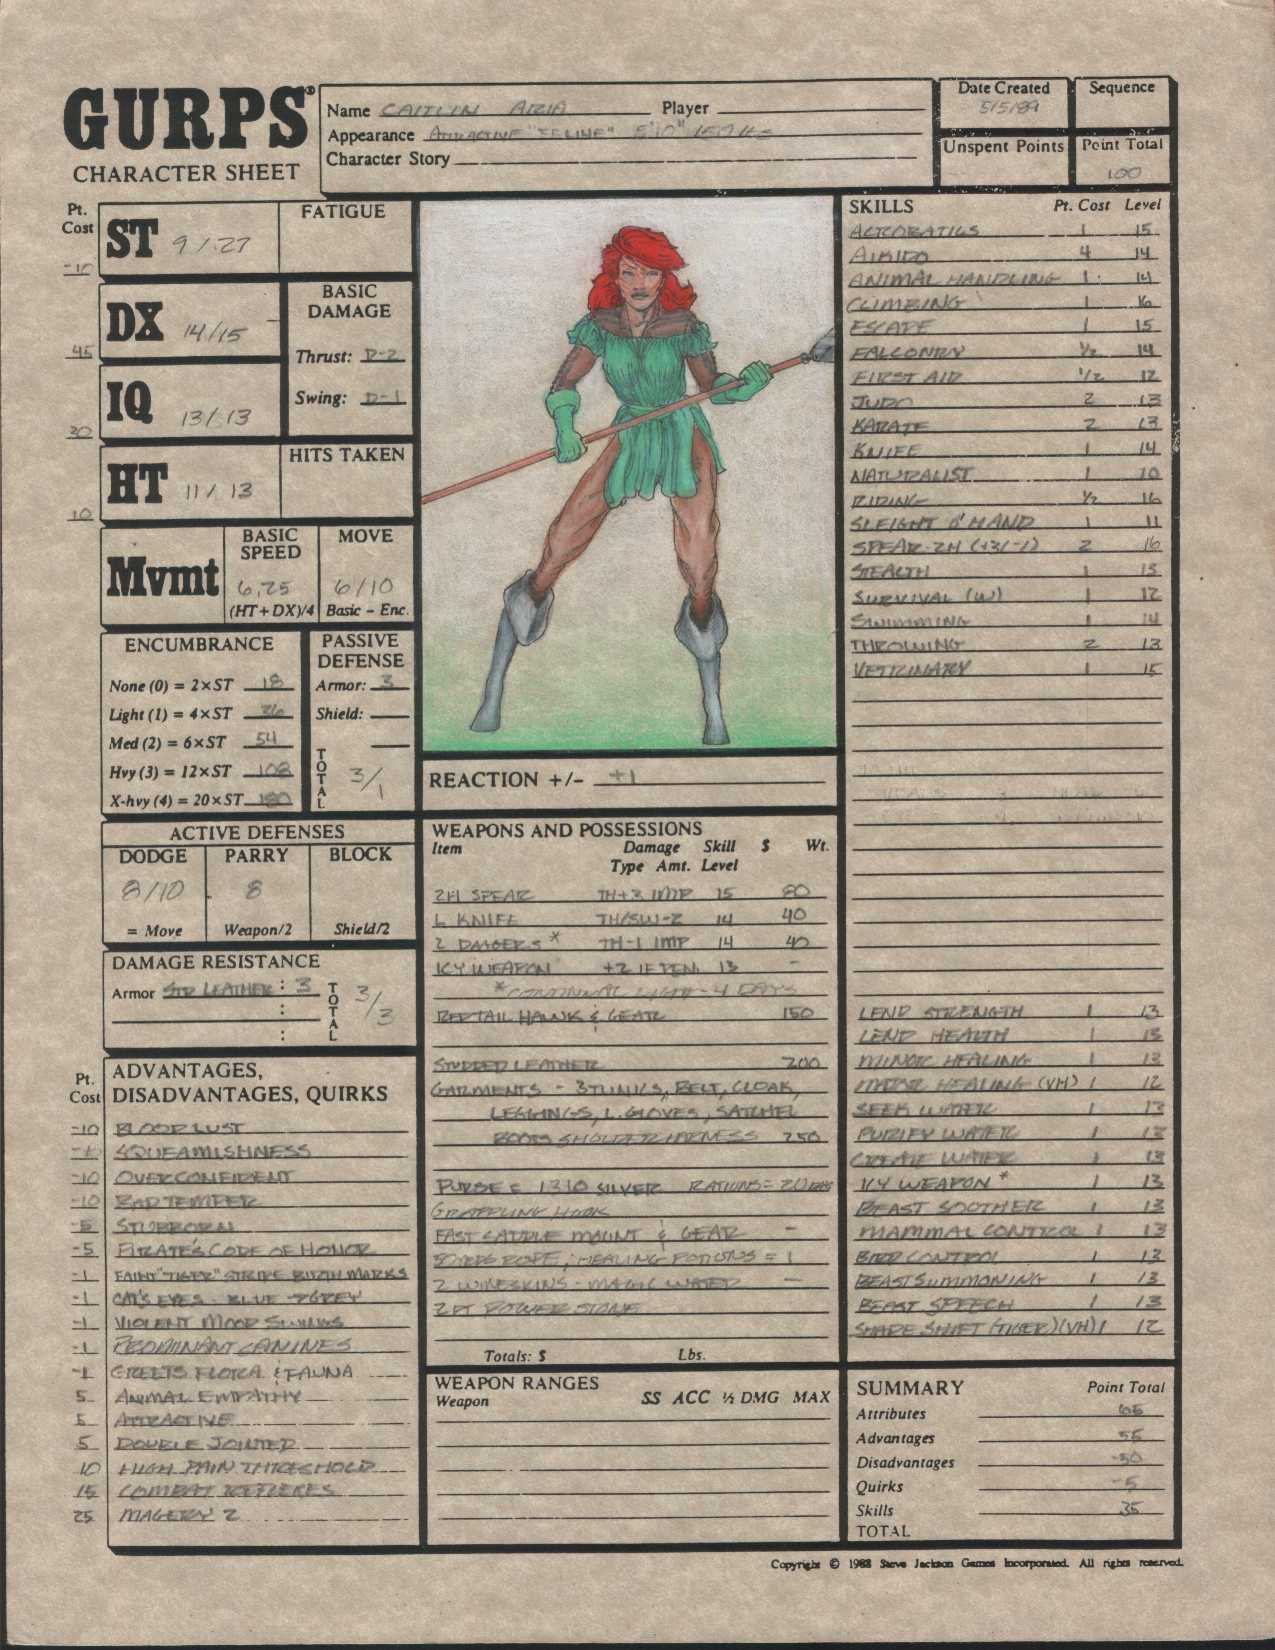 GURPS®
CHARACTER SHEET
Name CAITLIN ARIA Player
Appearance ATTRACTIVE "FELINE" 5'10" 150 lbs
Character Story
Date Created
5/5/89
Sequence
Unspent Points
Point Total
100
Pt. Cost
-10 ST 9/27
FATIGUE
45 DX 14/15
BASIC DAMAGE
Thrust: D-2
Swing: D-1
30 IQ 13/13
10 HT 11/13
HITS TAKEN
Mvmt
BASIC SPEED
6.25
(HT+DX)/4
MOVE
6/10
Basic – Enc.
ENCUMBRANCE
None (0) = 2×ST 18
Light (1) = 4×ST 36
Med (2) = 6×ST 54
Hvy (3) = 12×ST 108
X-hvy (4) = 20×ST 180
PASSIVE DEFENSE
Armor: 3
Shield:
TOTAL 3/1
ACTIVE DEFENSES
DODGE PARRY BLOCK
8/10 8
= Move Weapon/2 Shield/2
DAMAGE RESISTANCE
Armor STD LEATHER : 3
:
:
TOTAL 3/3
Pt. Cost
ADVANTAGES,
DISADVANTAGES, QUIRKS
-10 BLOOD LUST
SQUEAMISHNESS
-10 OVERCONFIDENT
-10 BAD TEMPER
-5 STUBBORN
-5 PIRATE'S CODE OF HONOR
-1 FAINT "TIGER" STRIPE BIRTH MARKS
-1 CAT'S EYES - BLUE → GREY
-1 VIOLENT MOOD SWINGS
-1 PROMINANT CANINES
-1 GREETS FLORA & FAUNA
5 ANIMAL EMPATHY
5 ATTRACTIVE
5 DOUBLE JOINTED
10 HIGH PAIN THRESHOLD
15 COMBAT REFLEXES
25 MAGERY 2
REACTION +/- +1
WEAPONS AND POSSESSIONS
Item Damage Skill $ Wt.
Type Amt. Level
2H SPEAR TH+3 IMP 15 80
L KNIFE TH/SW-2 14 40
2 DAGGERS * TH-1 IMP 14 40
ICY WEAPON +2 IF PEN. 13 -
*CONTINUAL LIGHT - 4 DAYS
REDTAIL HAWK & GEAR 150
STUDDED LEATHER 200
GARMENTS - 3 TUNICS, BELT, CLOAK,
LEGGINGS, L. GLOVES, SATCHEL
BOOTS SHOULDER HARNESS 250
PURSE = 1310 SILVER RATIONS = 20 DAYS
GRAPPLING HOOK
FAST SADDLE MOUNT & GEAR -
YARDS ROPE; HEALING POTIONS = 1
2 WINESKINS - MAGIC WATER -
2 PT POWER STONE
Totals: $ Lbs.
WEAPON RANGES
Weapon SS ACC ½ DMG MAX
SKILLS Pt. Cost Level
ACROBATICS 1 15
AIKIDO 4 14
ANIMAL HANDLING 1 14
CLIMBING 1 16
ESCAPE 1 15
FALCONRY ½ 14
FIRST AID ½ 12
JUDO 2 13
KARATE 2 13
KNIFE 1 14
NATURALIST 1 10
RIDING ½ 16
SLEIGHT O' HAND 1 11
SPEAR-2H (+3/-1) 2 16
STEALTH 1 15
SURVIVAL (W) 1 12
SWIMMING 1 14
THROWING 2 13
VETRINARY 1 15
LEND STRENGTH 1 13
LEND HEALTH 1 13
MINOR HEALING 1 13
MAJOR HEALING (VH) 1 12
SEEK WATER 1 13
PURIFY WATER 1 13
CREATE WATER 1 13
ICY WEAPON * 1 13
BEAST SOOTHER 1 13
MAMMAL CONTROL 1 13
BIRD CONTROL 1 13
BEAST SUMMONING 1 13
BEAST SPEECH 1 13
SHAPE SHIFT (TIGER)(VH) 1 12
SUMMARY Point Total
Attributes 65
Advantages 55
Disadvantages -50
Quirks -5
Skills 35
TOTAL
Copyright © 1988 Steve Jackson Games Incorporated. All rights reserved.